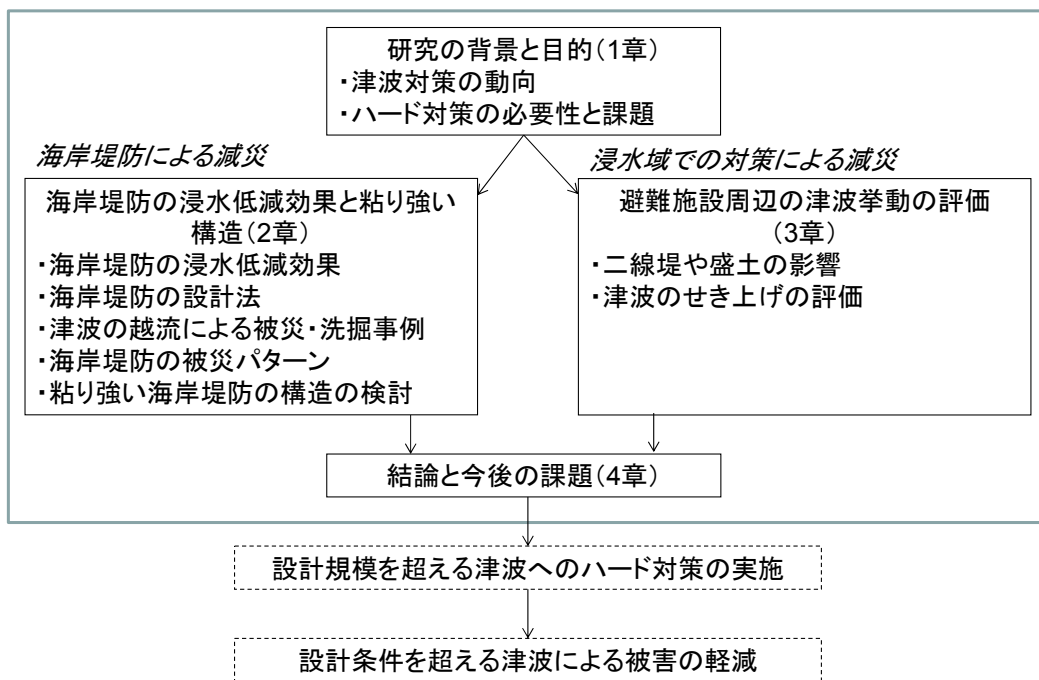 研究の背景と目的(1章)
・津波対策の動向
・ハード対策の必要性と課題
海岸堤防による減災
海岸堤防の浸水低減効果と粘り強い
構造(2章)
・海岸堤防の浸水低減効果
・海岸堤防の設計法
・津波の越流による被災・洗掘事例
・海岸堤防の被災パターン
・粘り強い海岸堤防の構造の検討
浸水域での対策による減災
避難施設周辺の津波挙動の評価
(3章)
・二線堤や盛土の影響
・津波のせき上げの評価
結論と今後の課題(4章)
設計規模を超える津波へのハード対策の実施
設計条件を超える津波による被害の軽減